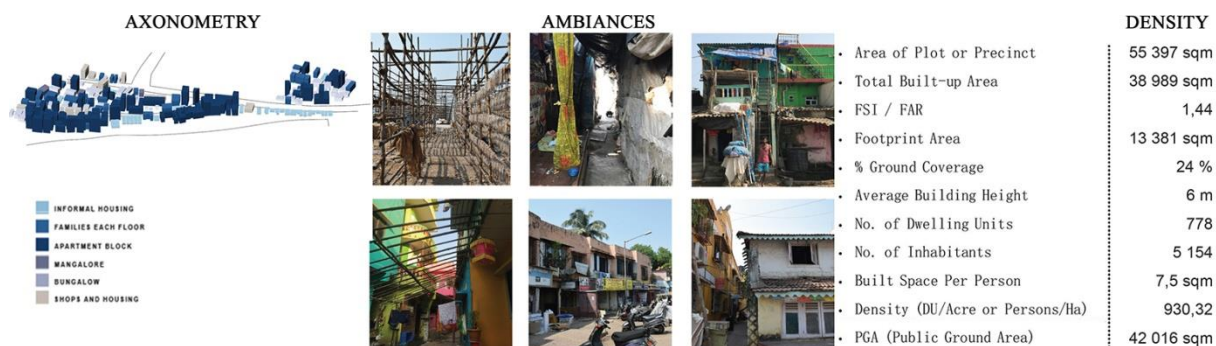 AXONOMETRY
INFORMAL HOUSING
FAMILIES EACH FLOOR
APARTMENT BLOCK
MANGALORE
BUNGALOW
SHOPS AND HOUSING
AMBIANCES
DENSITY
• Area of Plot or Precinct 55 397 sqm
• Total Built-up Area 38 989 sqm
• FSI / FAR 1,44
• Footprint Area 13 381 sqm
• % Ground Coverage 24 %
• Average Building Height 6 m
• No. of Dwelling Units 778
• No. of Inhabitants 5 154
• Built Space Per Person 7,5 sqm
• Density (DU/Acre or Persons/Ha) 930,32
• PGA (Public Ground Area) 42 016 sqm